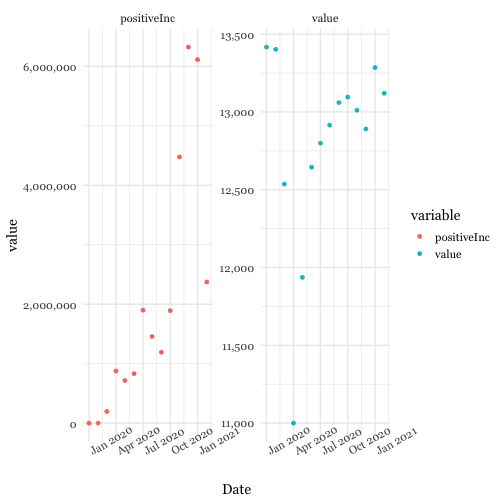 positiveInc
value
6,000,000
4,000,000
2,000,000
0
Jan 2020
Apr 2020
Jul 2020
Oct 2020
Jan 2021
13,500
13,000
12,500
12,000
11,500
11,000
Jan 2020
Apr 2020
Jul 2020
Oct 2020
Jan 2021
value
Date
variable
positiveInc
value